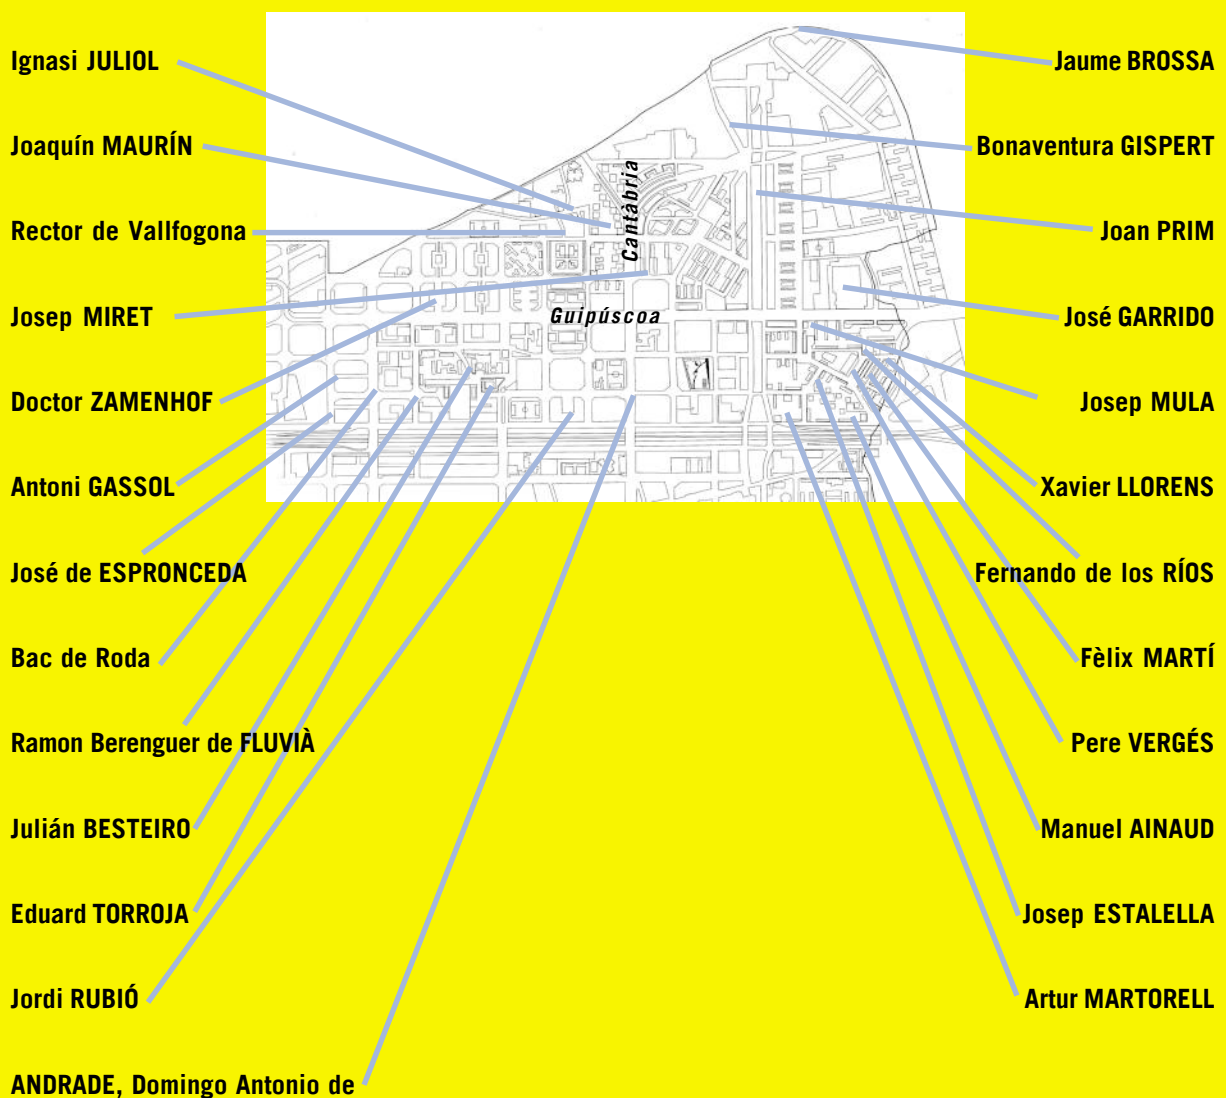 Ignasi JULIOL
Joaquín MAURÍN
Rector de Vallfogona
Josep MIRET
Doctor ZAMENHOF
Antoni GASSOL
José de ESPRONCEDA
Bac de Roda
Ramon Berenguer de FLUVIÀ
Julián BESTEIRO
Eduard TORROJA
Jordi RUBIÓ
ANDRADE, Domingo Antonio de
Cantàbria
Guipúscoa
Jaume BROSSA
Bonaventura GISPERT
Joan PRIM
José GARRIDO
Josep MULA
Xavier LLORENS
Fernando de los RÍOS
Fèlix MARTÍ
Pere VERGÉS
Manuel AINAUD
Josep ESTALELLA
Artur MARTORELL